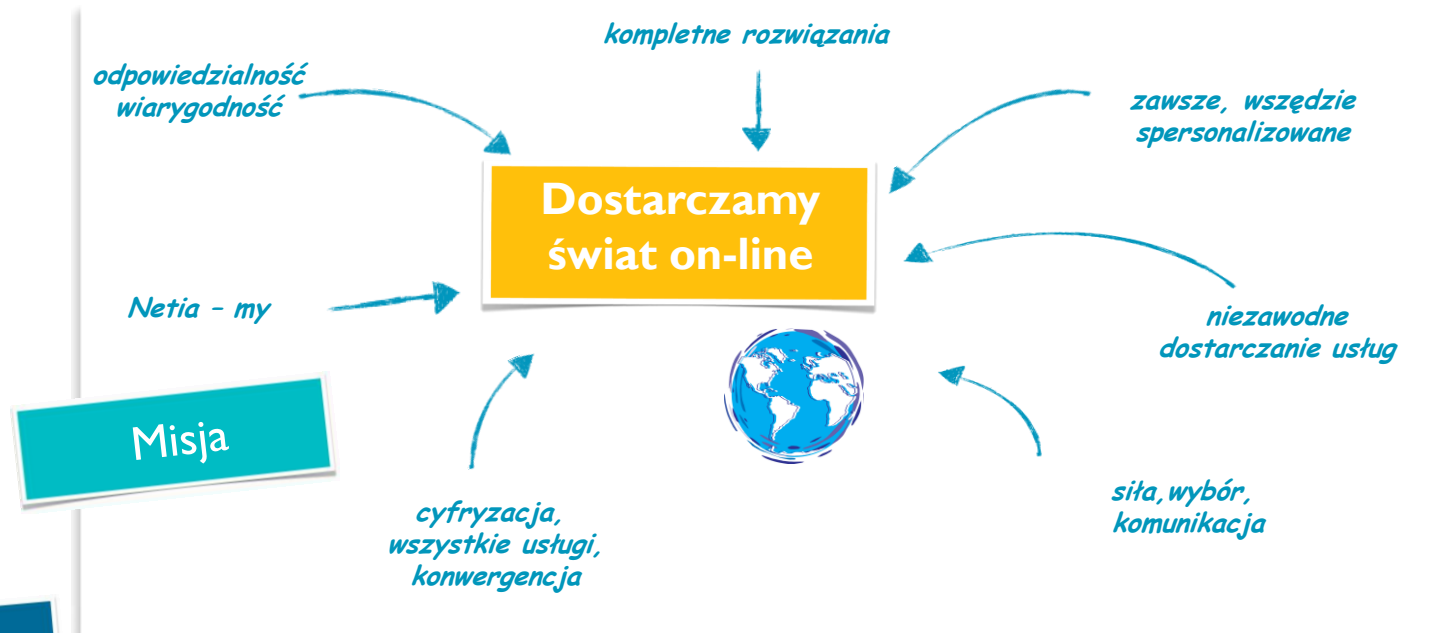 kompletne rozwiązania
odpowiedzialność
wiarygodność
zawsze, wszędzie
spersonalizowane
Dostarczamy
świat on-line
Netia - my
niezawodne
dostarczanie usług
Misja
siła,wybór,
komunikacja
cyfryzacja,
wszystkie usługi,
konwergencja